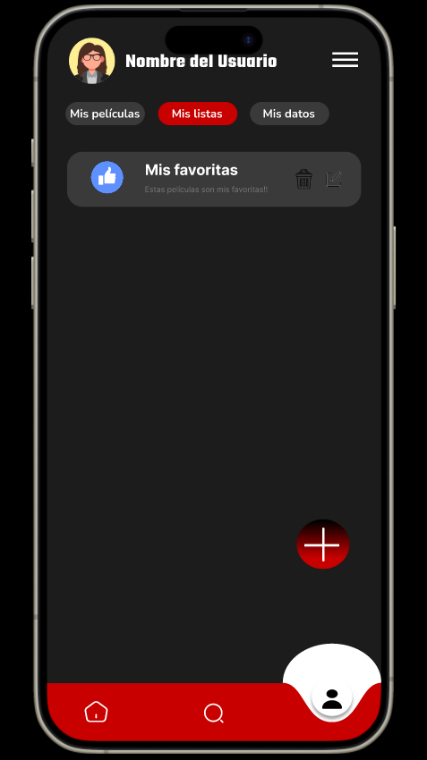 Nombre del Usuario
Mis películas
Mis listas
Mis datos
Mis favoritas
Estas películas son mis favoritas!!